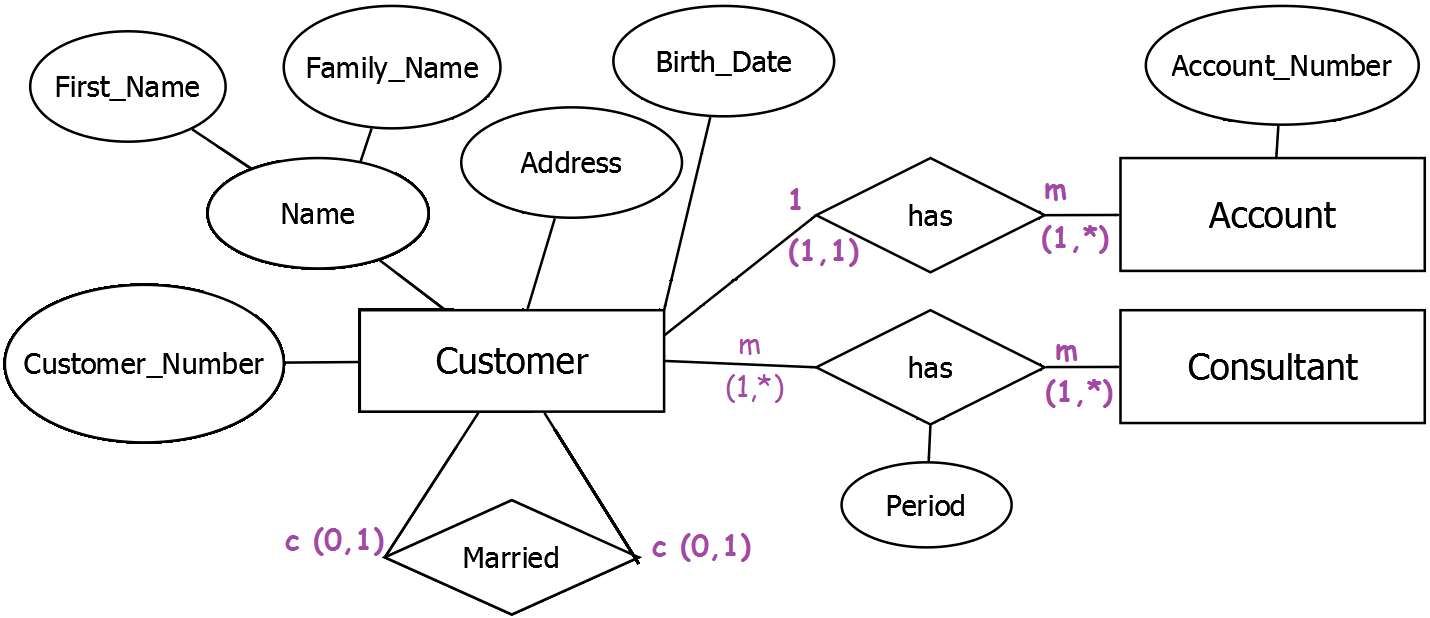 First_Name
Family_Name
Birth_Date
Account_Number
Address
Name
1
m
has
Account
(1,1)
(1,*)
Customer_Number
Customer
m
(1,*)
has
m
(1,*)
Consultant
Period
c (0,1)
Married
c (0,1)